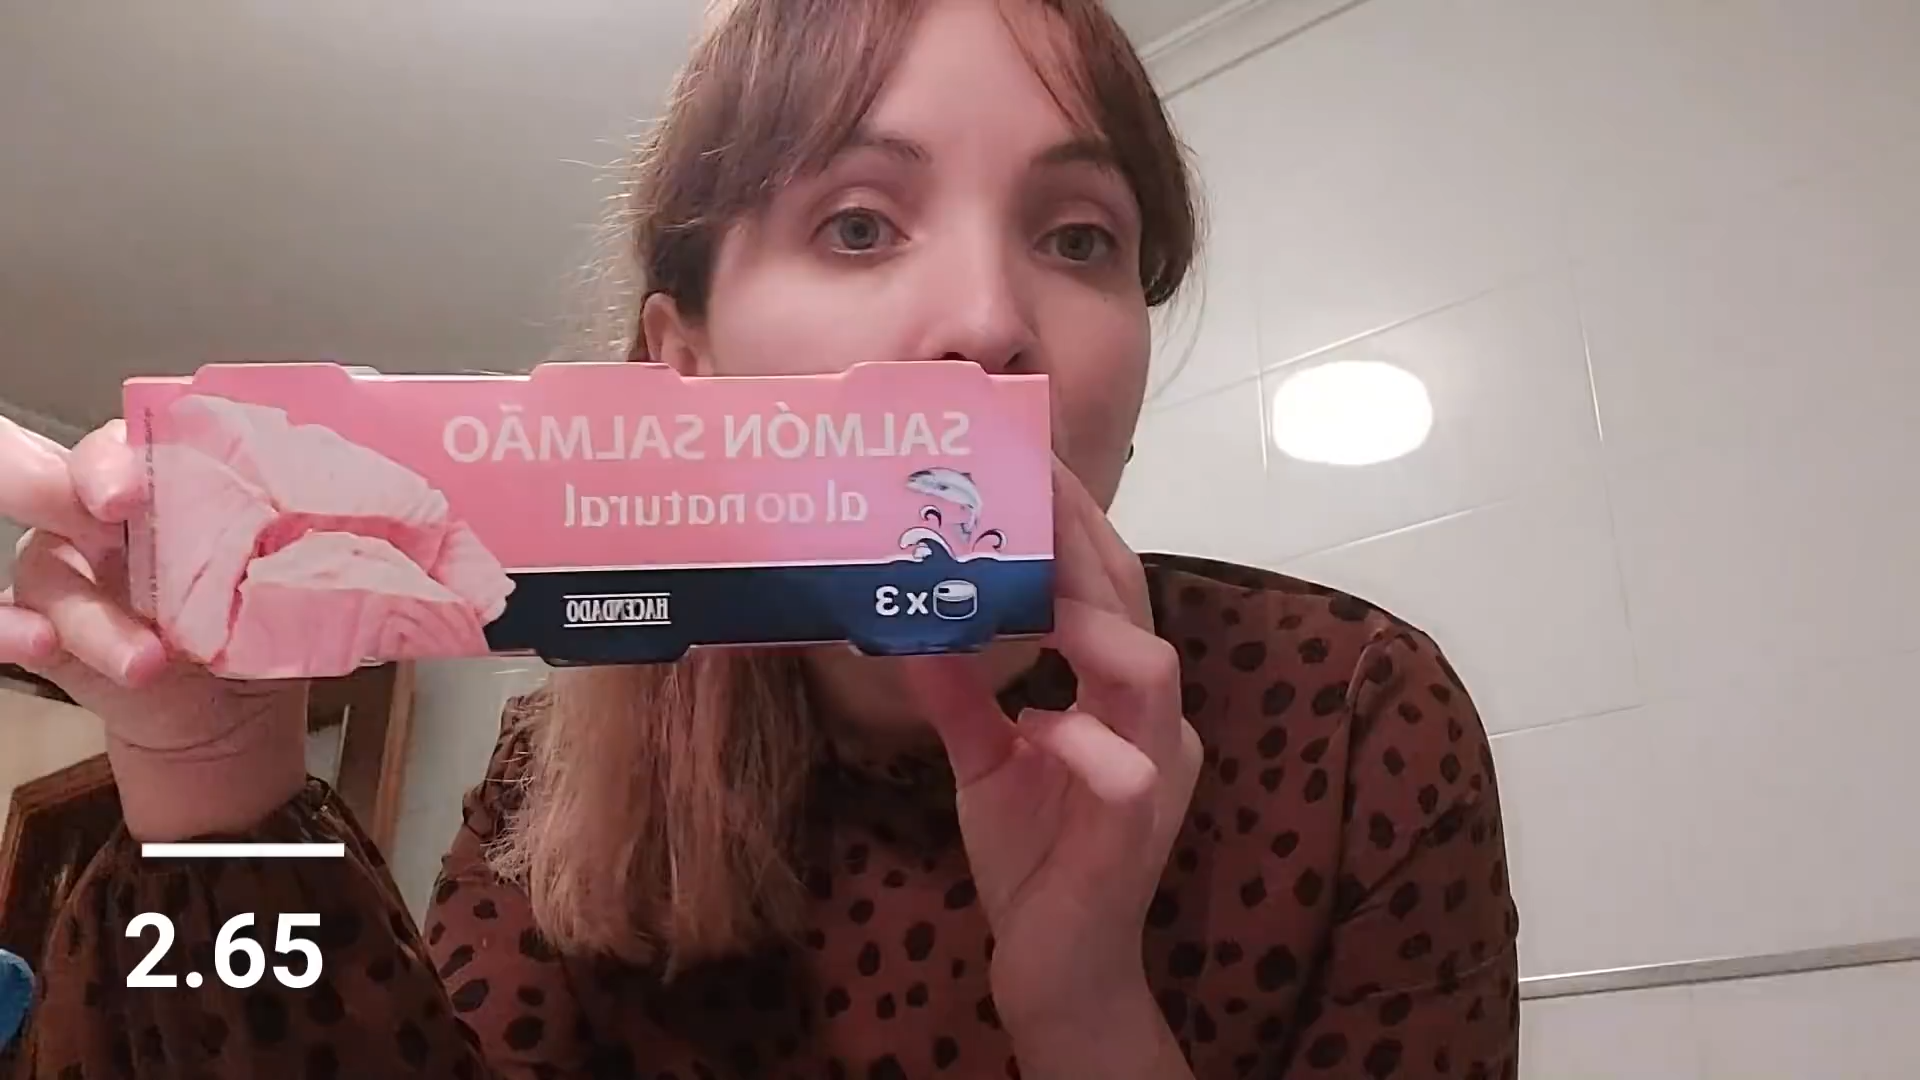 SALMÓN SALMÃO
al ao natural
x3
HACENDADO
2.65